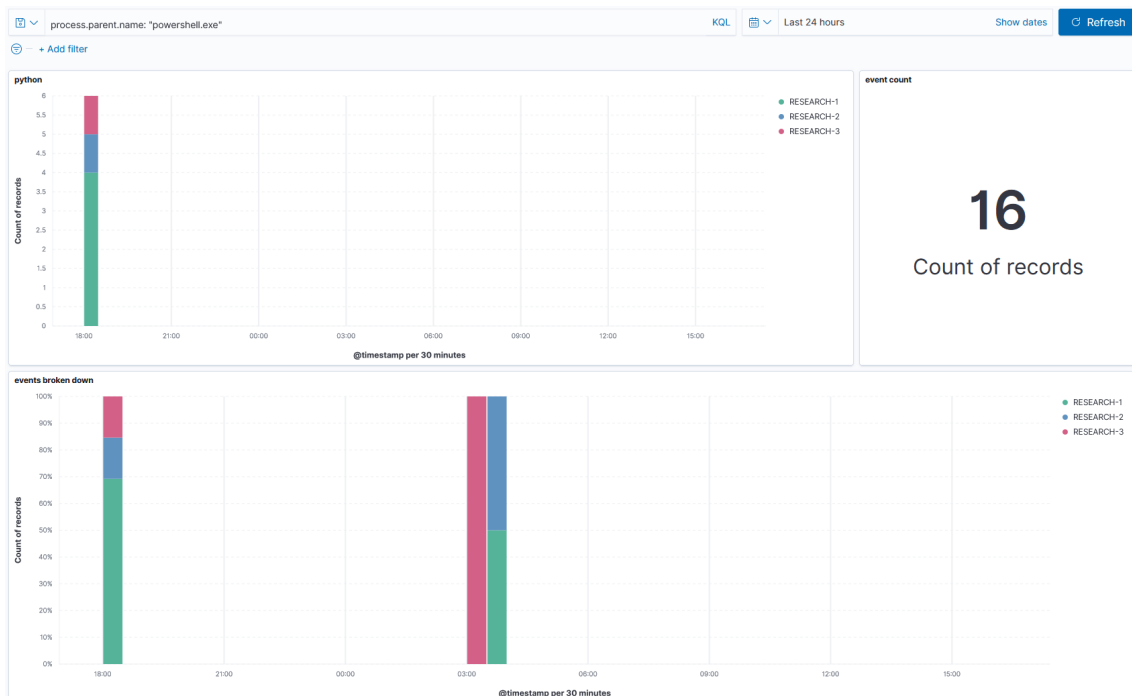 process.parent.name: "powershell.exe"
KQL
Last 24 hours
Show dates
Refresh
+ Add filter
python
6
5.5
5
4.5
4
3.5
3
2.5
2
1.5
1
0.5
0
Count of records
18:00 21:00 00:00 03:00 06:00 09:00 12:00 15:00
@timestamp per 30 minutes
RESEARCH-1
RESEARCH-2
RESEARCH-3
event count
16
Count of records
events broken down
100%
90%
80%
70%
60%
50%
40%
30%
20%
10%
0%
Count of records
18:00 21:00 00:00 03:00 06:00 09:00 12:00 15:00
@timestamp per 30 minutes
RESEARCH-1
RESEARCH-2
RESEARCH-3